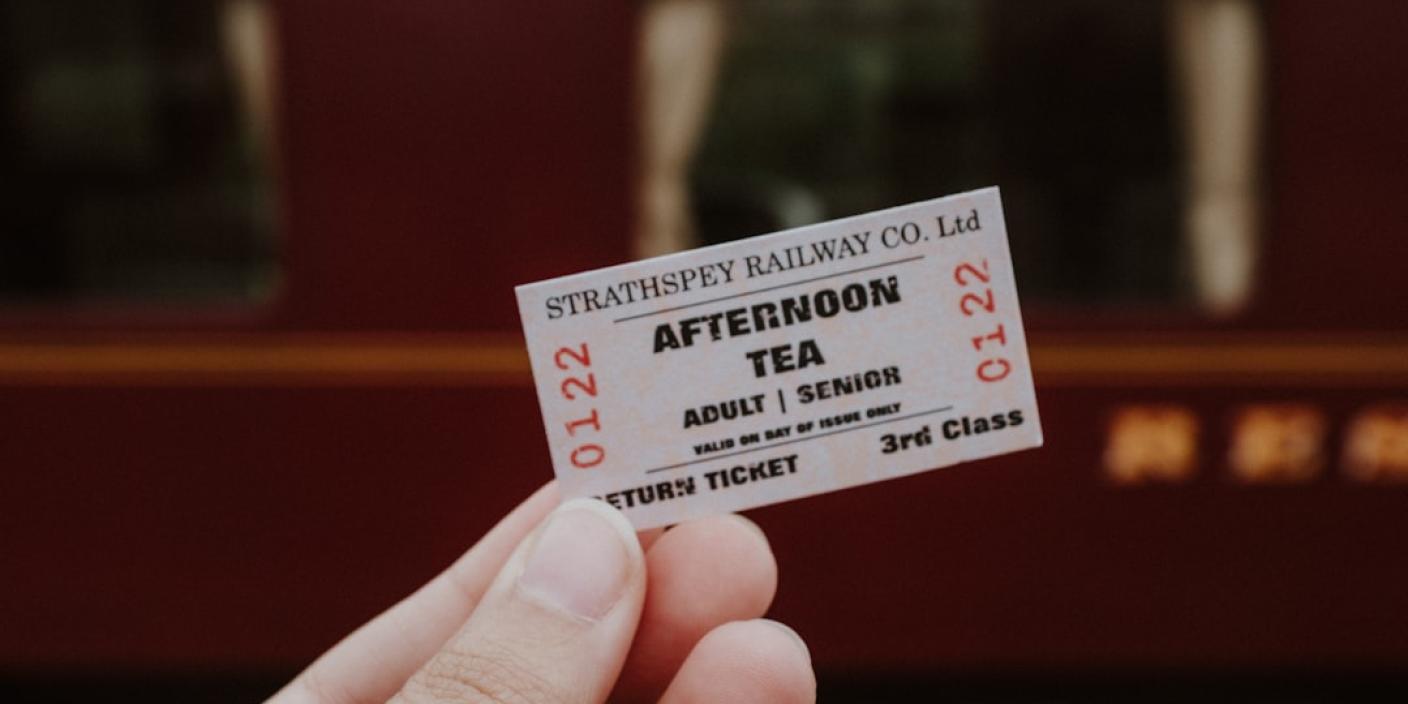 STRATHSPEY RAILWAY CO. Ltd
AFTERNOON
TEA
ADULT | SENIOR
VALID ON DAY OF ISSUE ONLY
RETURN TICKET 3rd Class
0122
0122